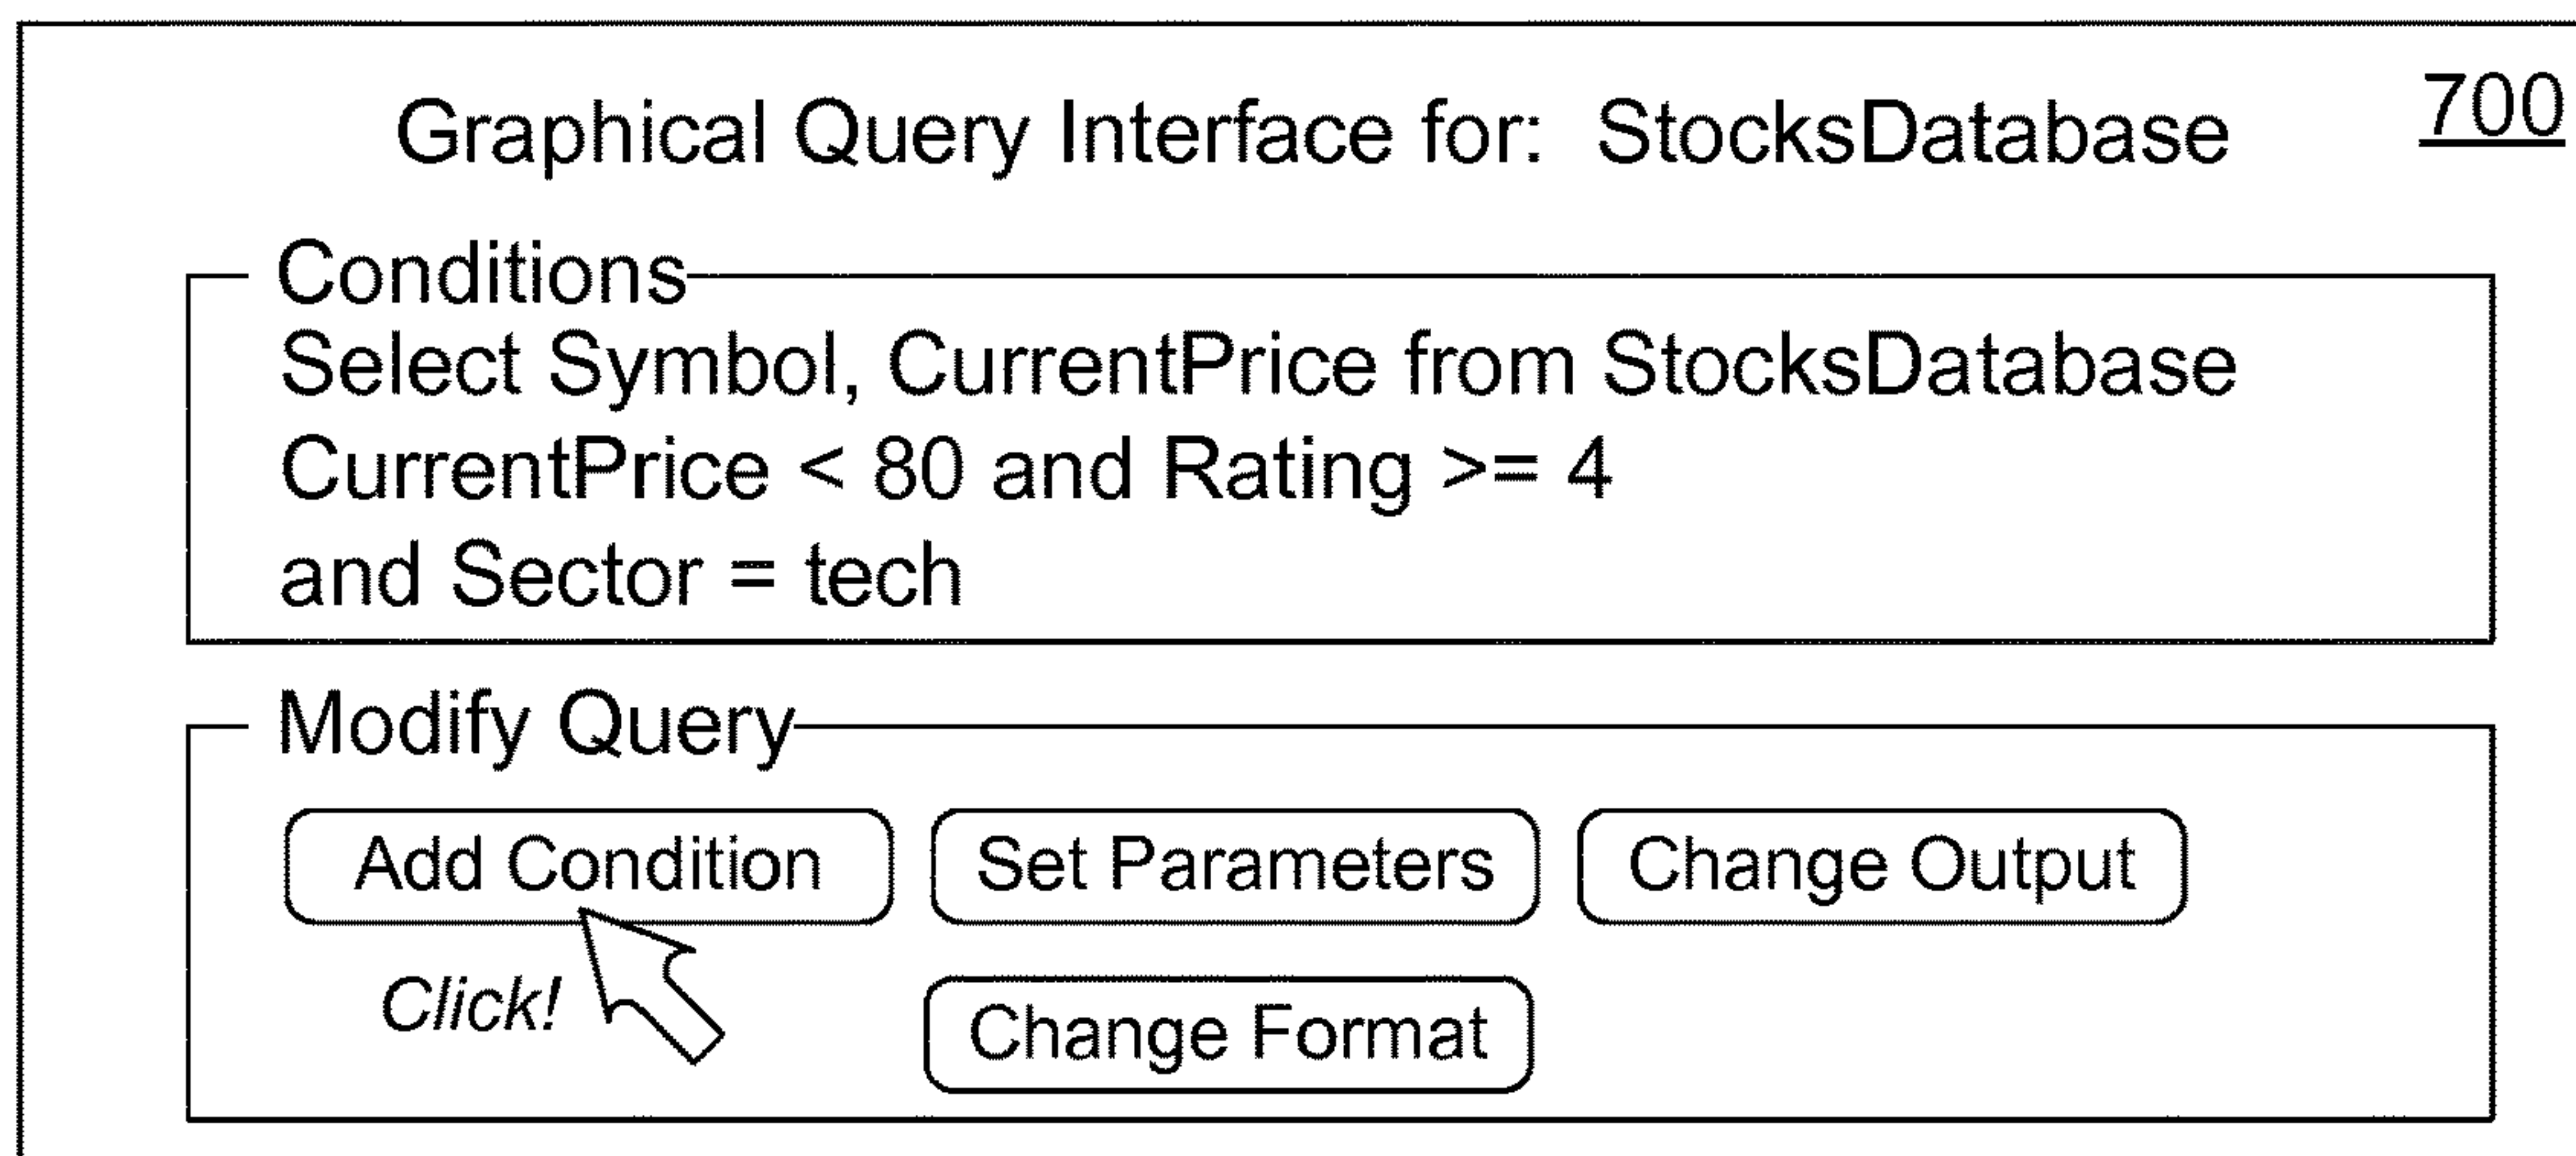 Graphical Query Interface for: StocksDatabase 700
Conditions
Select Symbol, CurrentPrice from StocksDatabase
CurrentPrice < 80 and Rating >= 4
and Sector = tech
Modify Query
Add Condition Set Parameters Change Output
Click! Change Format